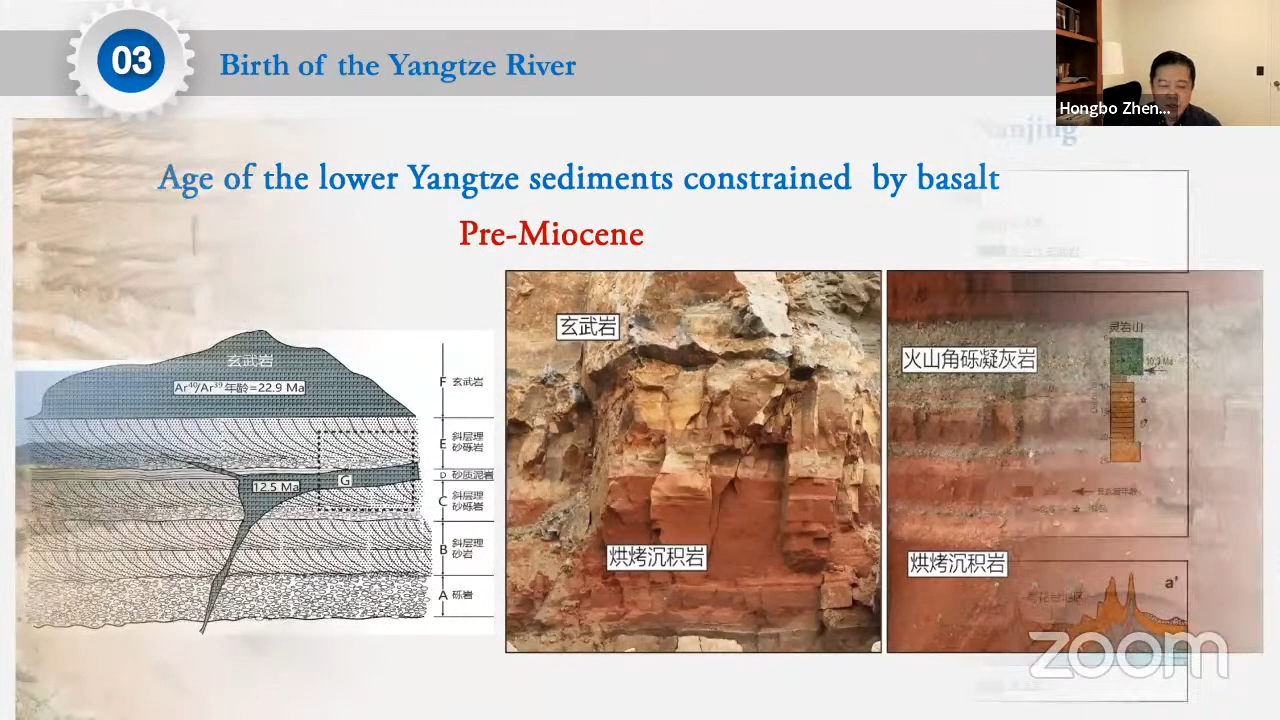 03
Birth of the Yangtze River
Hongbo Zhen...
Nanjing
Age of the lower Yangtze sediments constrained by basalt
Pre-Miocene
玄武岩
Ar⁴⁰/Ar³⁹ 年龄=22.9 Ma
12.5 Ma
G
F 玄武岩
E 斜层理
砂砾岩
D 砂质泥岩
C 斜层理
砂砾岩
B 斜层理
砂岩
A 砾岩
玄武岩
烘烤沉积岩
火山角砾凝灰岩
灵岩山
烘烤沉积岩
a'
zoom